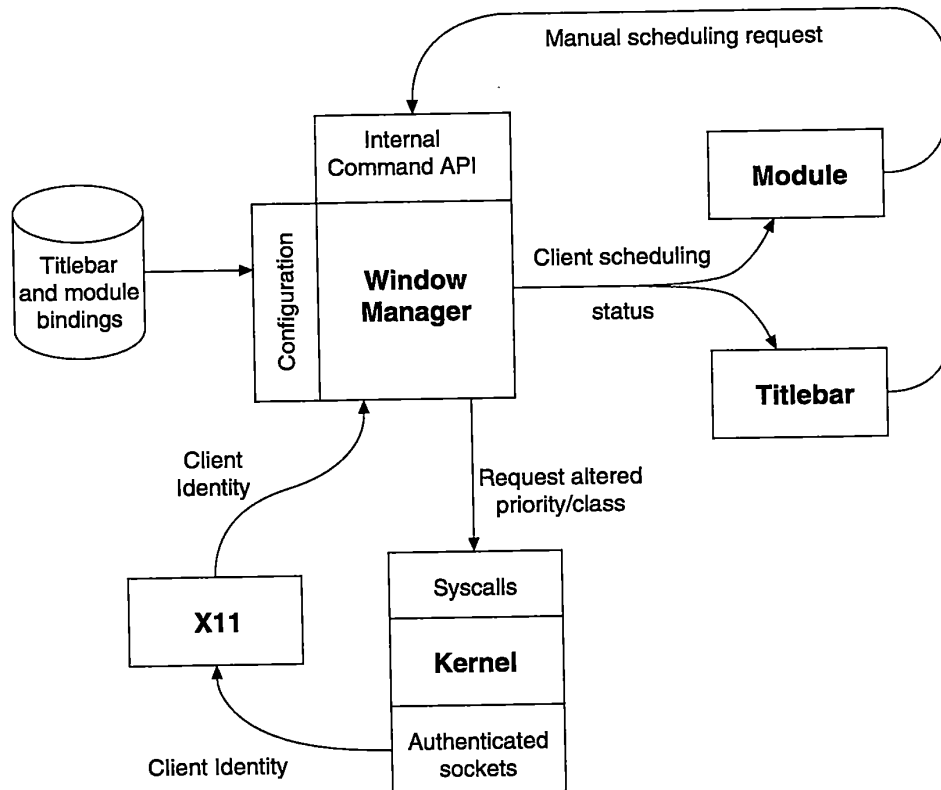 Manual scheduling request
Internal
Command API
Module
Titlebar
and module
bindings
Configuration
Window
Manager
Client scheduling
status
Titlebar
Client
Identity
Request altered
priority/class
Syscalls
X11
Kernel
Client Identity
Authenticated
sockets